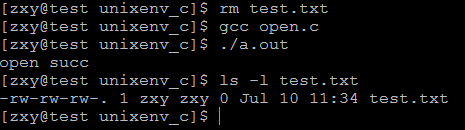 [zxy@test unixenv_c]$ rm test.txt
[zxy@test unixenv_c]$ gcc open.c
[zxy@test unixenv_c]$ ./a.out
open succ
[zxy@test unixenv_c]$ ls -l test.txt
-rw-rw-rw-. 1 zxy zxy 0 Jul 10 11:34 test.txt
[zxy@test unixenv_c]$